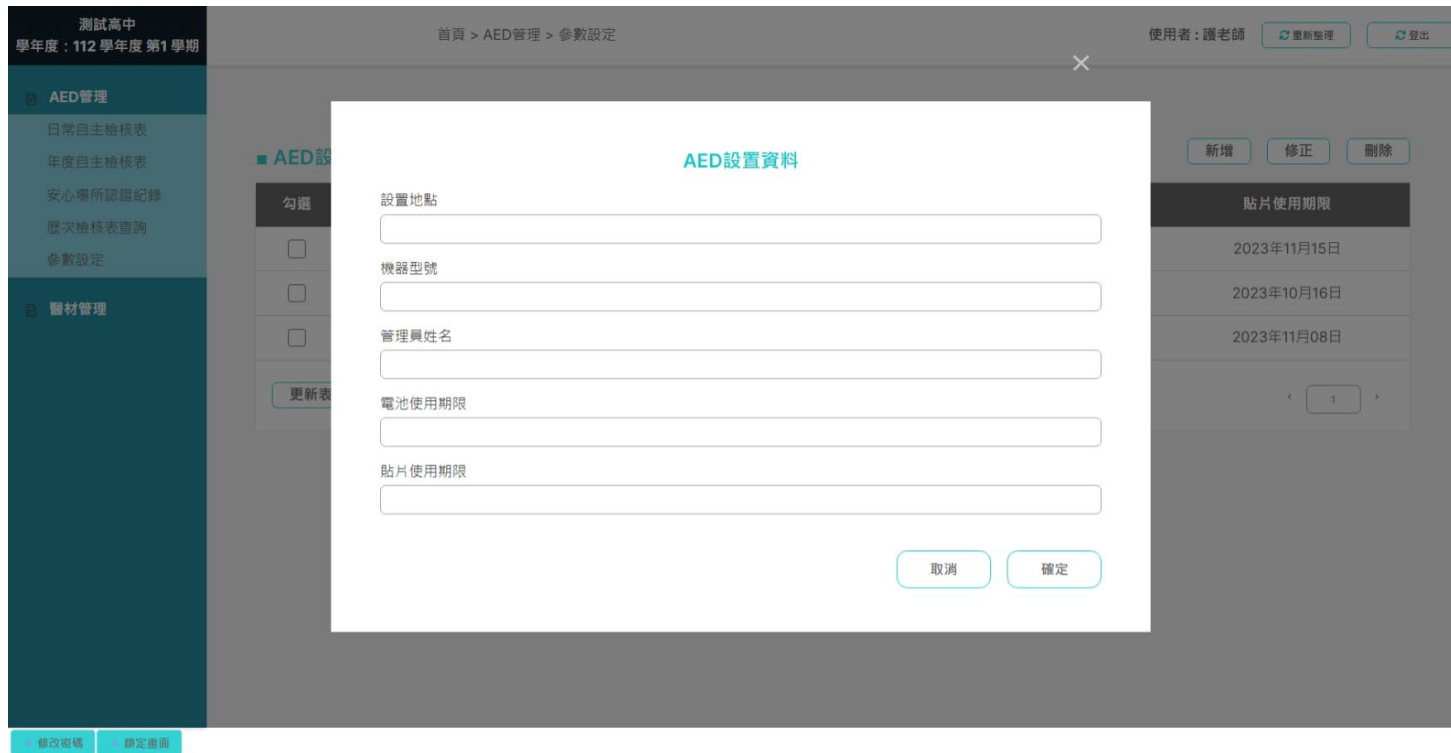 測試高中
學年度：112 學年度 第1 學期
首頁 > AED管理 > 參數設定
使用者：護老師
重新整理
登出
AED管理
日常自主檢核表
年度自主檢核表
安心場所認證紀錄
歷次檢核表查詢
參數設定
醫材管理
AED設
新增
修正
刪除
勾選
貼片使用期限
2023年11月15日
2023年10月16日
2023年11月08日
更新表
1
AED設置資料
設置地點
機器型號
管理員姓名
電池使用期限
貼片使用期限
取消
確定
修改密碼
鎖定畫面